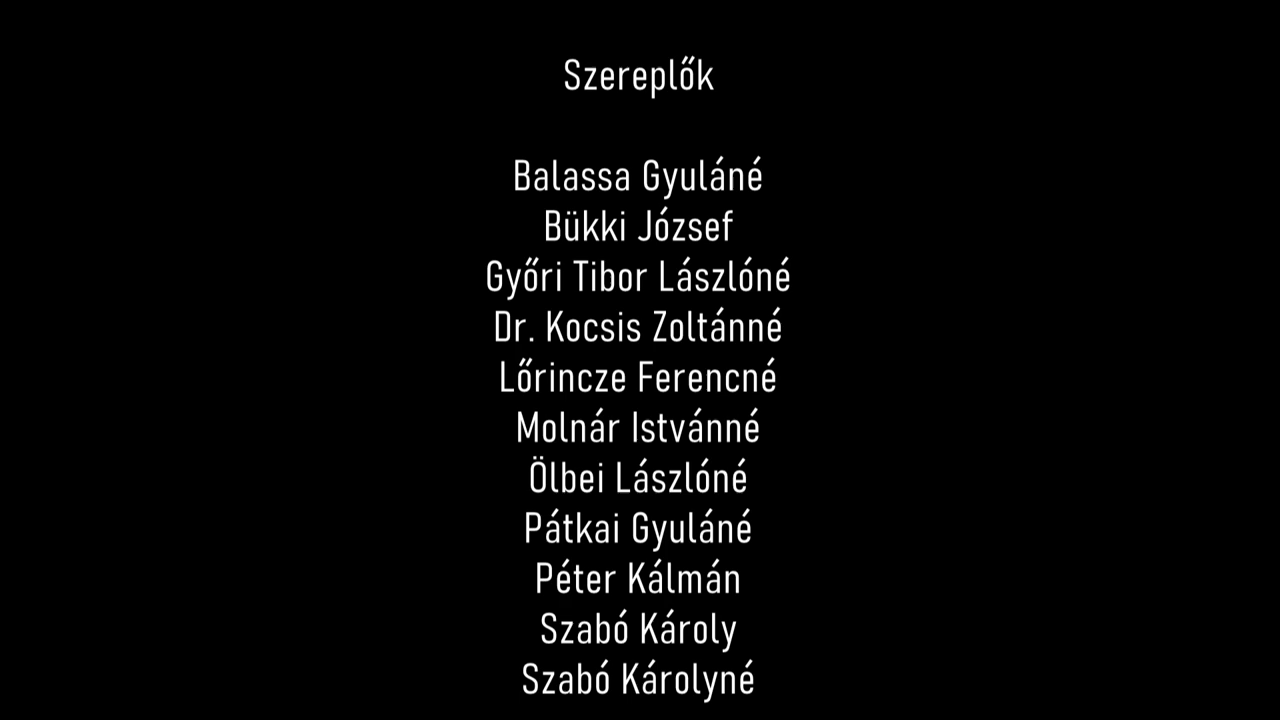 Szereplők
Balassa Gyuláné
Bükki József
Győri Tibor Lászlóné
Dr. Kocsis Zoltánné
Lőrincze Ferencné
Molnár Istvánné
Ölbei Lászlóné
Pátkai Gyuláné
Péter Kálmán
Szabó Károly
Szabó Károlyné